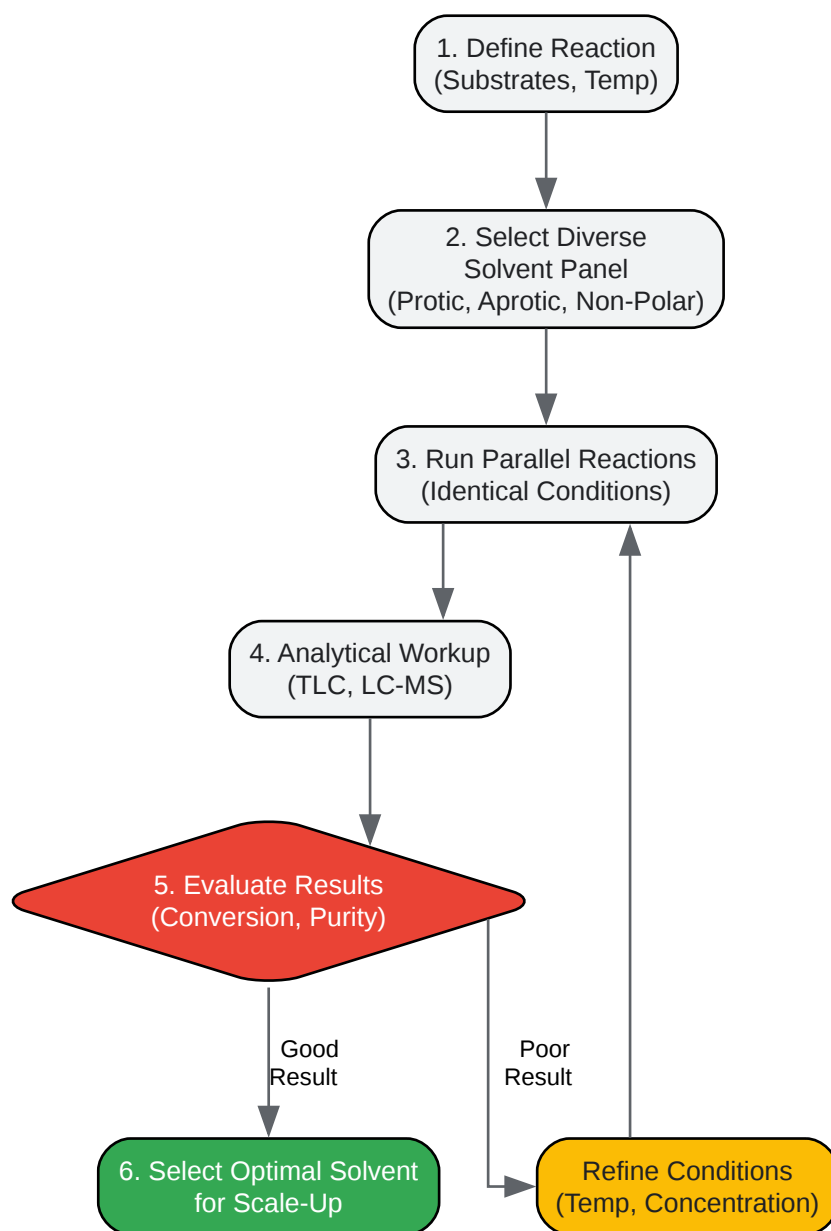 1. Define Reaction
(Substrates, Temp)
2. Select Diverse
Solvent Panel
(Protic, Aprotic, Non-Polar)
3. Run Parallel Reactions
(Identical Conditions)
4. Analytical Workup
(TLC, LC-MS)
5. Evaluate Results
(Conversion, Purity)
Good
Result
Poor
Result
6. Select Optimal Solvent
for Scale-Up
Refine Conditions
(Temp, Concentration)